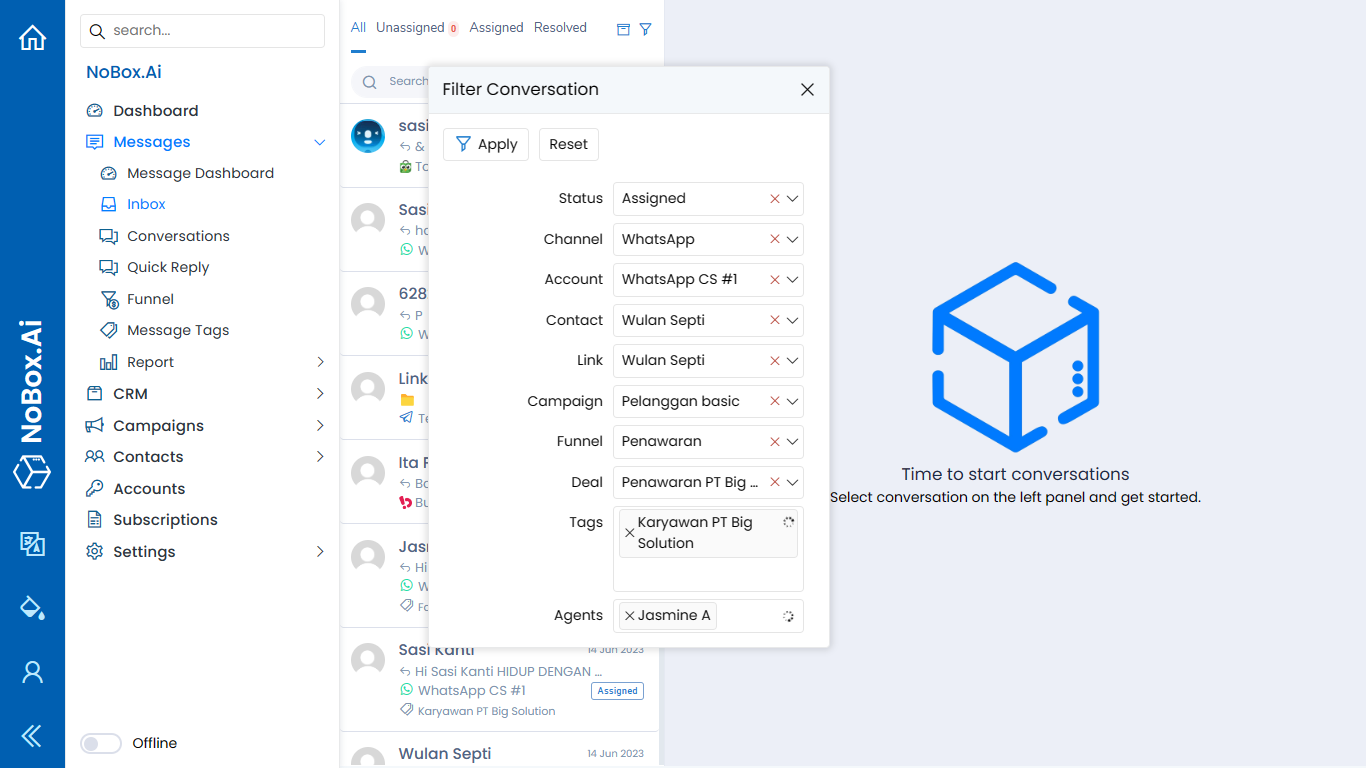 search...
NoBox.Ai
Dashboard
Messages
Message Dashboard
Inbox
Conversations
Quick Reply
Funnel
Message Tags
Report
CRM
Campaigns
Contacts
Accounts
Subscriptions
Settings
Offline
NoBox.Ai
All Unassigned 0 Assigned Resolved
Search
sasi
&
To
Sasi
ha
W
628
P
W
Link
Te
Ita
Ba
Bu
Jasm
Hi
W
Fo
Sasi Kanti 14 Jun 2023
Hi Sasi Kanti HIDUP DENGAN ...
WhatsApp CS #1 Assigned
Karyawan PT Big Solution
Wulan Septi 14 Jun 2023
Filter Conversation
Apply Reset
Status Assigned
Channel WhatsApp
Account WhatsApp CS #1
Contact Wulan Septi
Link Wulan Septi
Campaign Pelanggan basic
Funnel Penawaran
Deal Penawaran PT Big ...
Tags Karyawan PT Big
Solution
Agents Jasmine A
Time to start conversations
Select conversation on the left panel and get started.